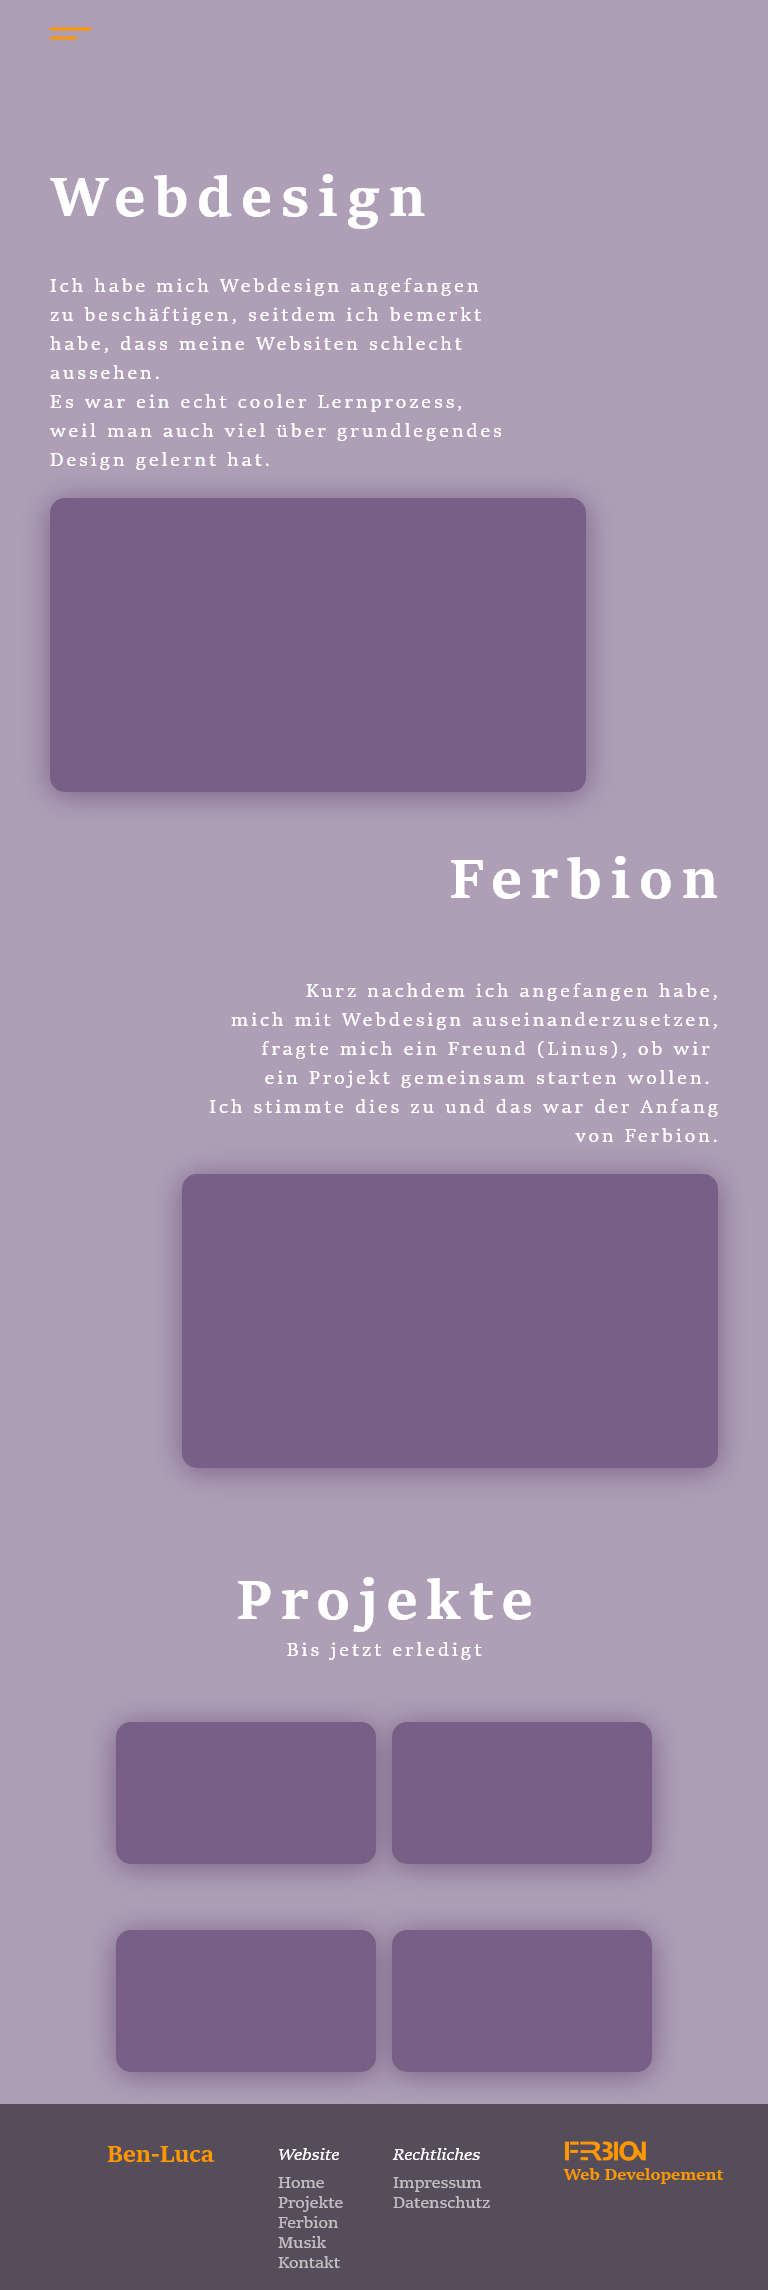 Webdesign
Ich habe mich Webdesign angefangen
zu beschäftigen, seitdem ich bemerkt
habe, dass meine Websiten schlecht
aussehen.
Es war ein echt cooler Lernprozess,
weil man auch viel über grundlegendes
Design gelernt hat.
Ferbion
Kurz nachdem ich angefangen habe,
mich mit Webdesign auseinanderzusetzen,
fragte mich ein Freund (Linus), ob wir
ein Projekt gemeinsam starten wollen.
Ich stimmte dies zu und das war der Anfang
von Ferbion.
Projekte
Bis jetzt erledigt
Ben-Luca
Website
Home
Projekte
Ferbion
Musik
Kontakt
Rechtliches
Impressum
Datenschutz
FERBION
Web Developement